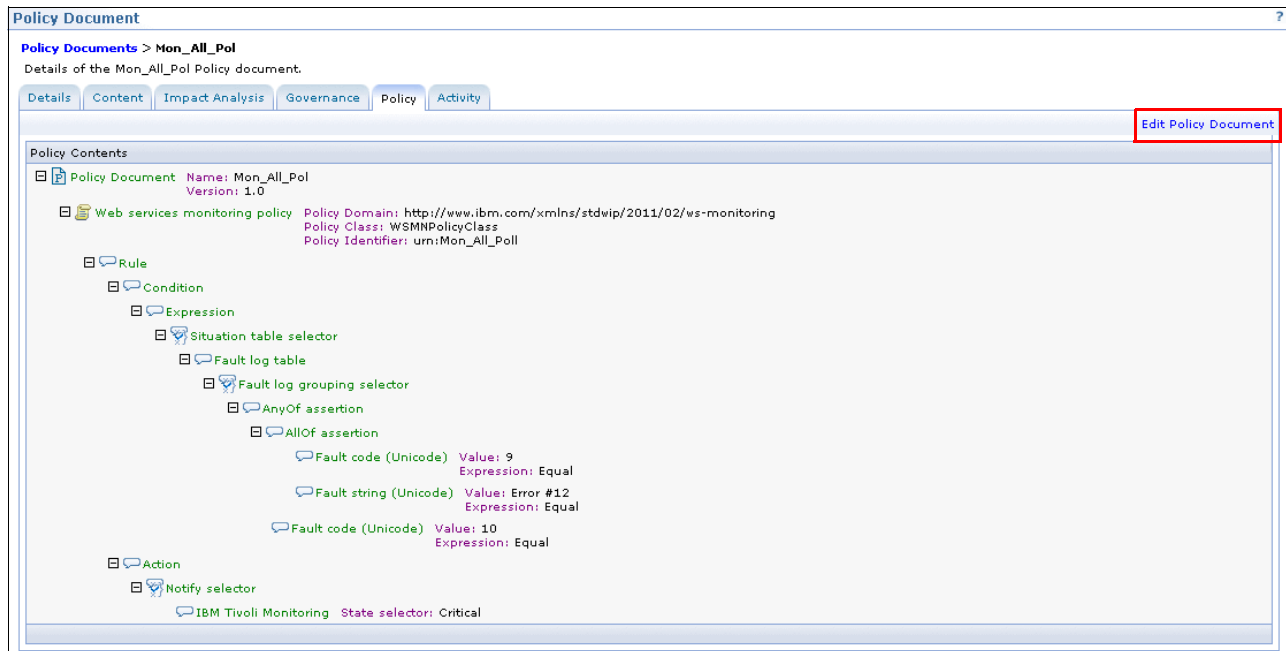 Policy Document ?
Policy Documents > Mon_All_Pol
Details of the Mon_All_Pol Policy document.
Details Content Impact Analysis Governance Policy Activity
Edit Policy Document
Policy Contents
Policy Document Name: Mon_All_Pol
Version: 1.0
Web services monitoring policy Policy Domain: http://www.ibm.com/xmlns/stdwip/2011/02/ws-monitoring
Policy Class: WSMNPolicyClass
Policy Identifier: urn:Mon_All_Poll
Rule
Condition
Expression
Situation table selector
Fault log table
Fault log grouping selector
AnyOf assertion
AllOf assertion
Fault code (Unicode) Value: 9
Expression: Equal
Fault string (Unicode) Value: Error #12
Expression: Equal
Fault code (Unicode) Value: 10
Expression: Equal
Action
Notify selector
IBM Tivoli Monitoring State selector: Critical